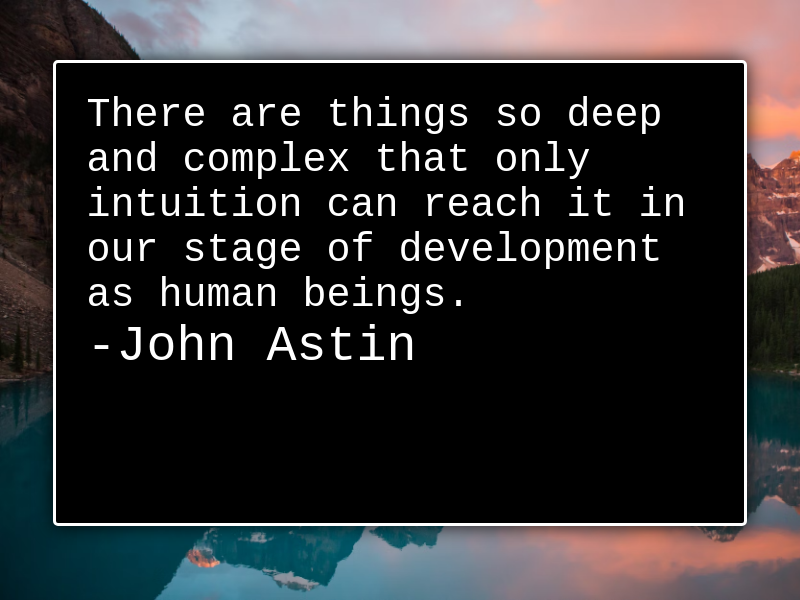 There are things so deep
and complex that only
intuition can reach it in
our stage of development
as human beings.
-John Astin